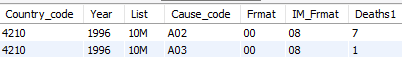 Country_code Year List Cause_code Frmat IM_Frmat Deaths1
4210 1996 10M A02 00 08 7
4210 1996 10M A03 00 08 1